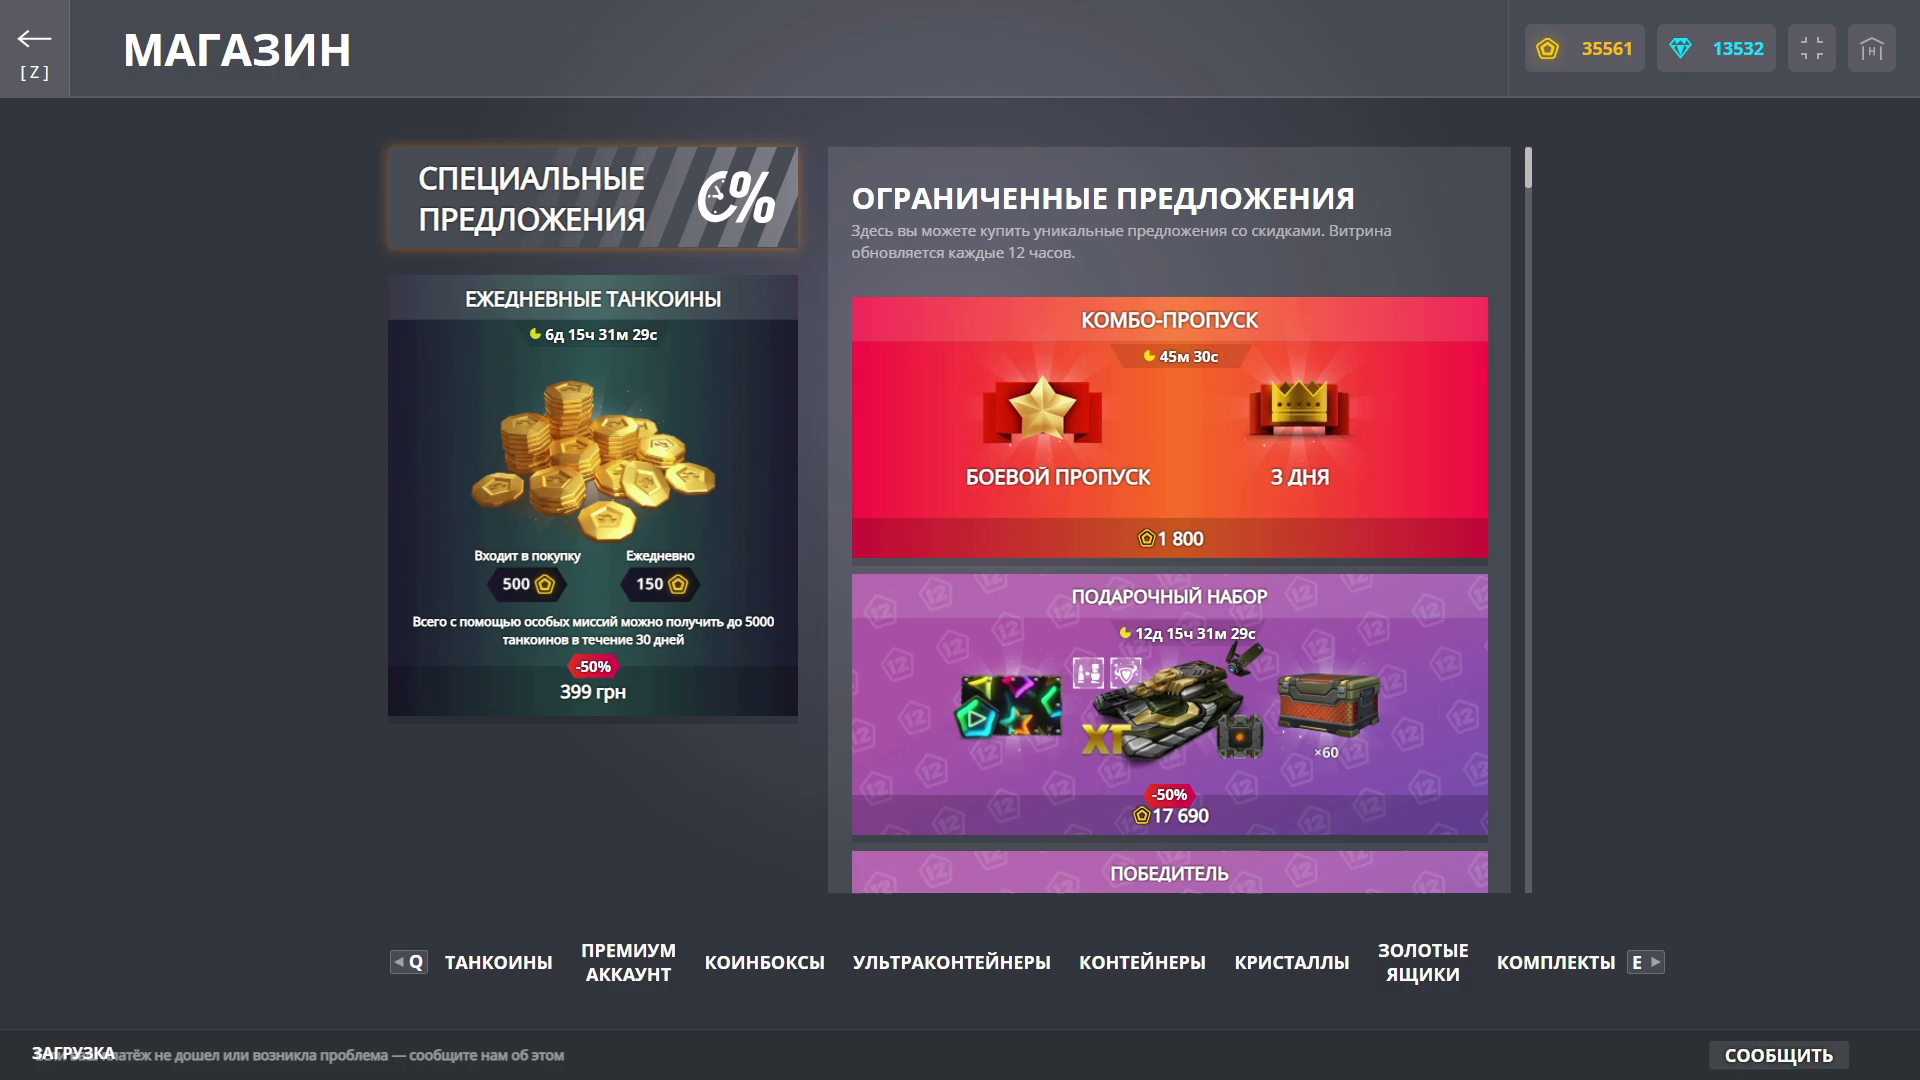 [Z]
МАГАЗИН
35561
13532
СПЕЦИАЛЬНЫЕ
ПРЕДЛОЖЕНИЯ
%
ЕЖЕДНЕВНЫЕ ТАНКОИНЫ
6д 15ч 31м 29с
Входит в покупку
Ежедневно
500
150
Всего с помощью особых миссий можно получить до 5000
танкоинов в течение 30 дней
-50%
399 грн
ОГРАНИЧЕННЫЕ ПРЕДЛОЖЕНИЯ
Здесь вы можете купить уникальные предложения со скидками. Витрина
обновляется каждые 12 часов.
КОМБО-ПРОПУСК
45м 30с
БОЕВОЙ ПРОПУСК
3 ДНЯ
1 800
ПОДАРОЧНЫЙ НАБОР
12д 15ч 31м 29с
XT
×60
-50%
17 690
ПОБЕДИТЕЛЬ
Q
ТАНКОИНЫ
ПРЕМИУМ
АККАУНТ
КОИНБОКСЫ
УЛЬТРАКОНТЕЙНЕРЫ
КОНТЕЙНЕРЫ
КРИСТАЛЛЫ
ЗОЛОТЫЕ
ЯЩИКИ
КОМПЛЕКТЫ
E
ЗАГРУЗКА
не дошел или возникла проблема — сообщите нам об этом
СООБЩИТЬ